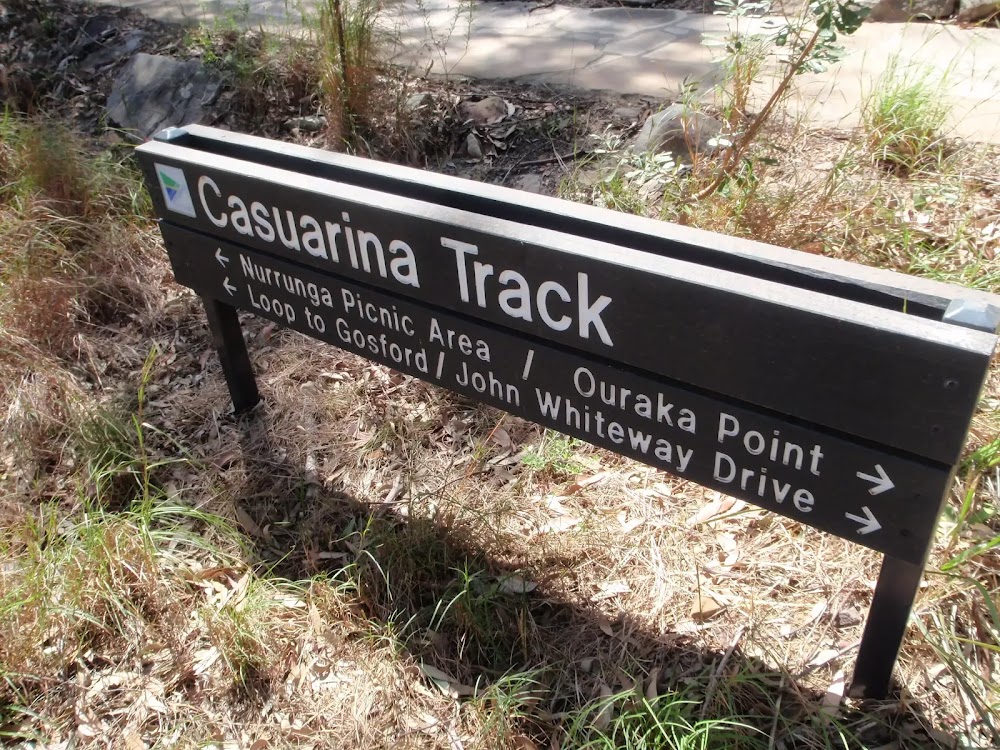 Casuarina Track
← Nurrunga Picnic Area / Ouraka Point →
← Loop to Gosford / John Whiteway Drive →